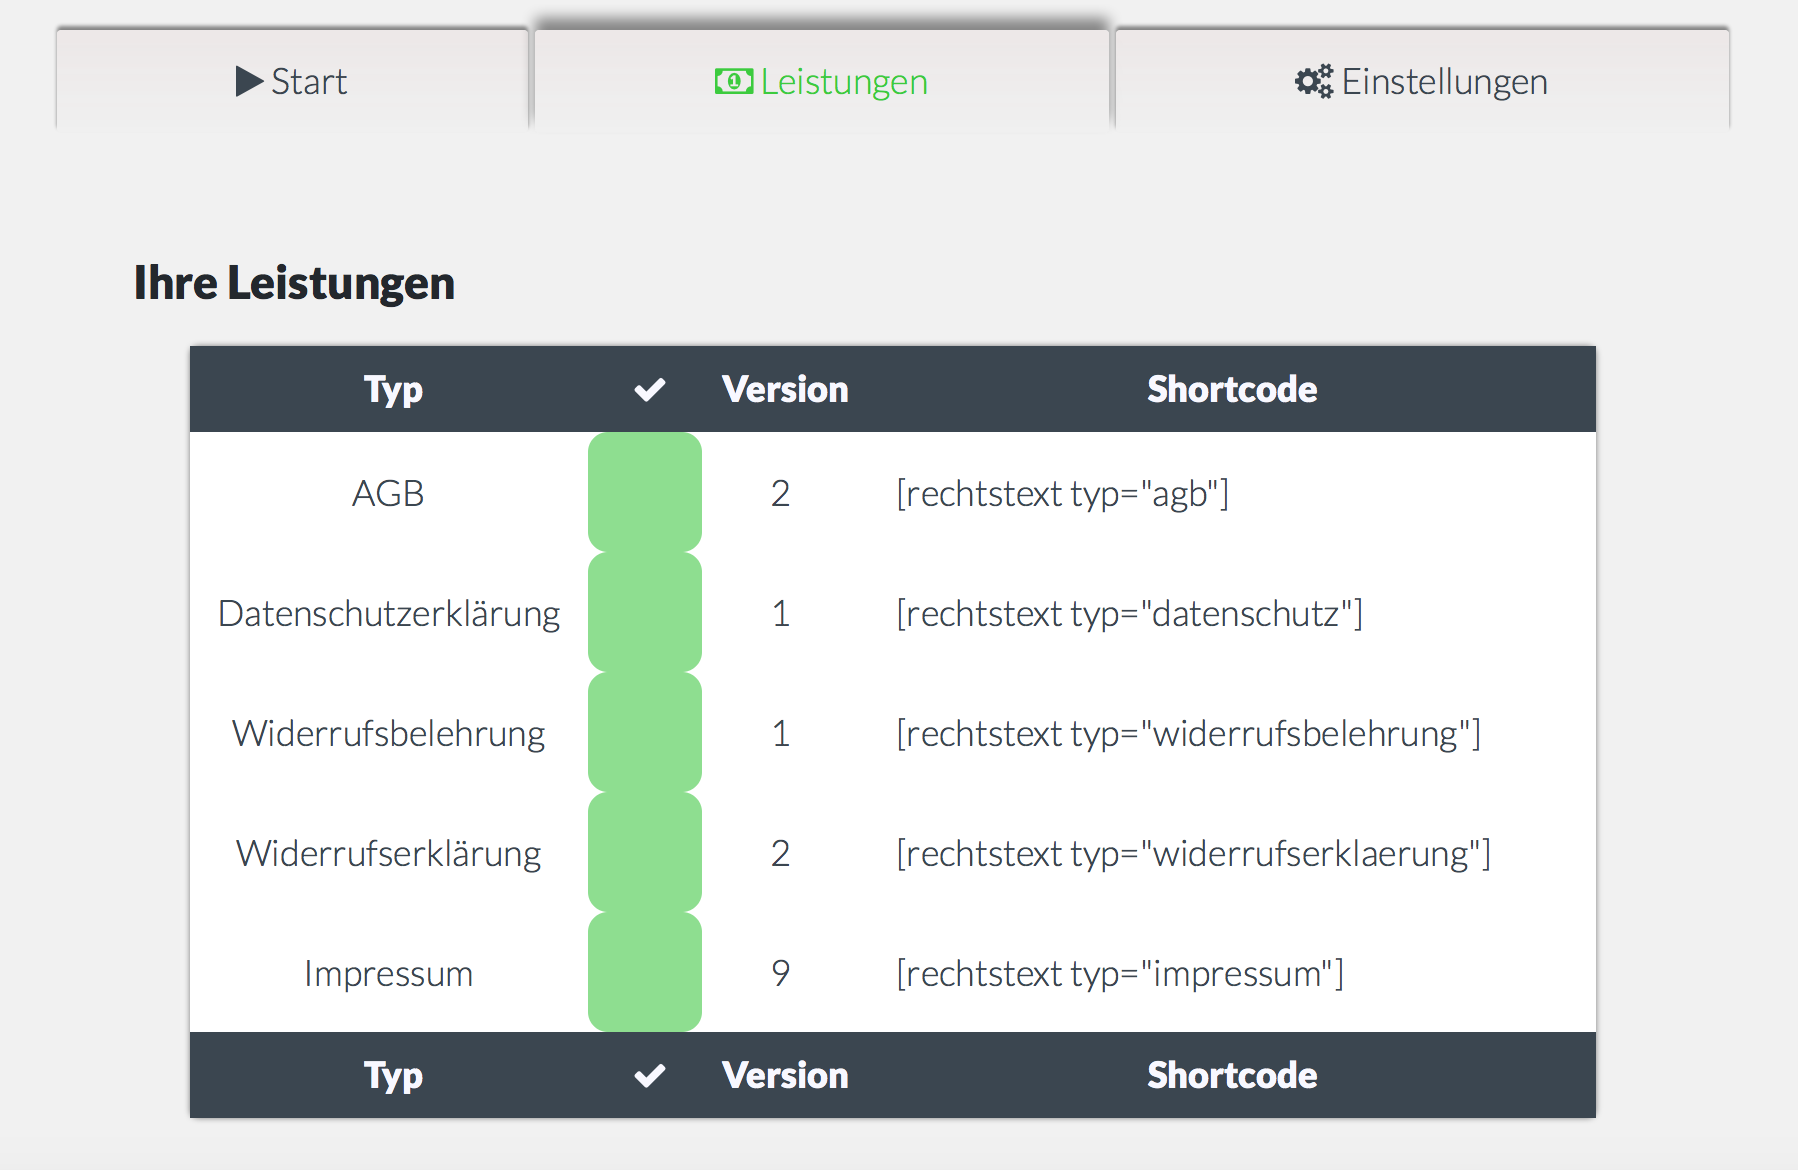 Start Leistungen Einstellungen
Ihre Leistungen
Typ Version Shortcode
AGB 2 [rechtstext typ="agb"]
Datenschutzerklärung 1 [rechtstext typ="datenschutz"]
Widerrufsbelehrung 1 [rechtstext typ="widerrufsbelehrung"]
Widerrufserklärung 2 [rechtstext typ="widerrufserklaerung"]
Impressum 9 [rechtstext typ="impressum"]
Typ Version Shortcode